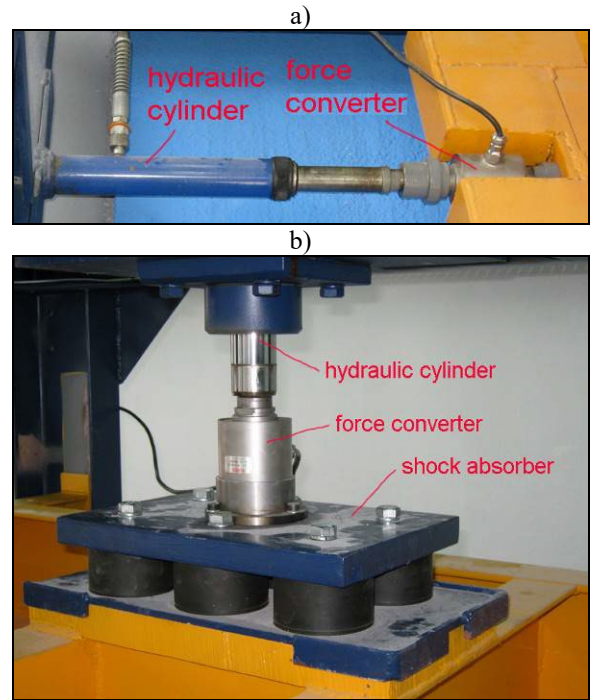 a)
hydraulic
cylinder
force
converter
b)
hydraulic cylinder
force converter
shock absorber